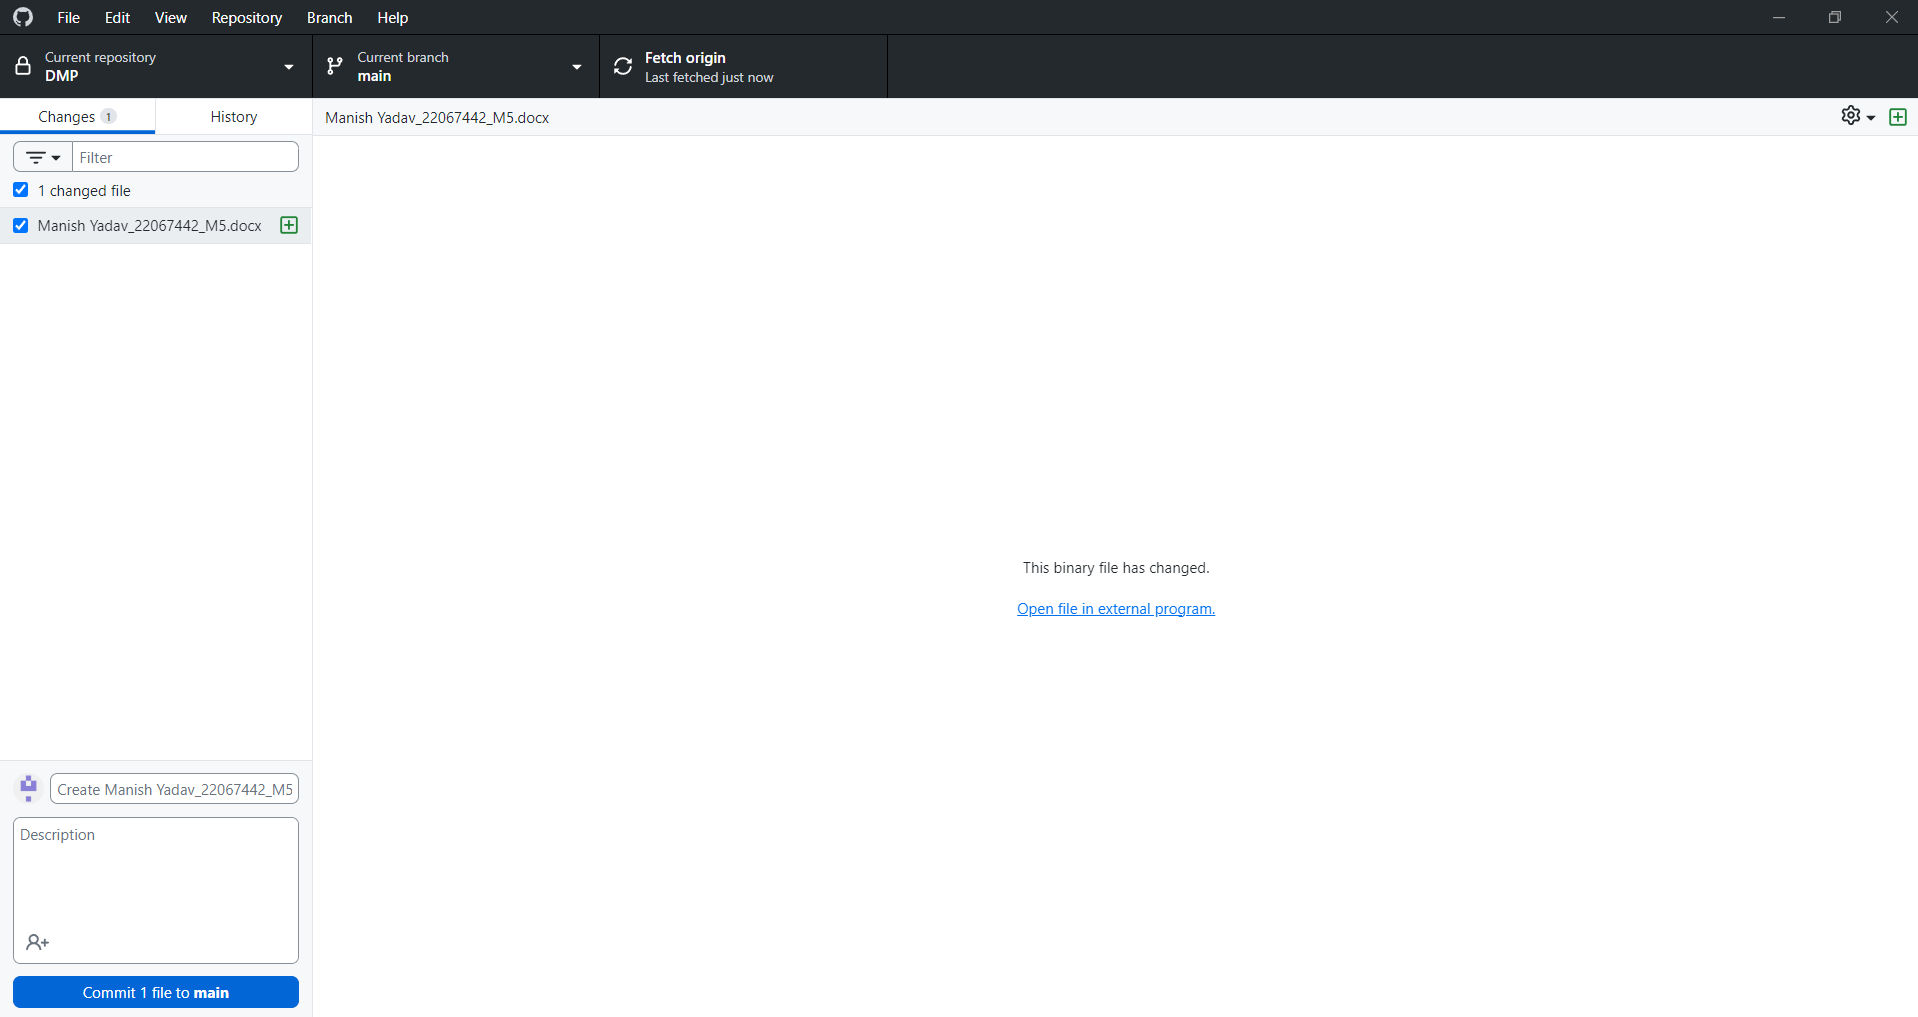 File Edit View Repository Branch Help
Current repository
DMP
Current branch
main
Fetch origin
Last fetched just now
Changes 1
History
Manish Yadav_22067442_M5.docx
Filter
1 changed file
Manish Yadav_22067442_M5.docx
This binary file has changed.
Open file in external program.
Create Manish Yadav_22067442_M5
Description
Commit 1 file to main